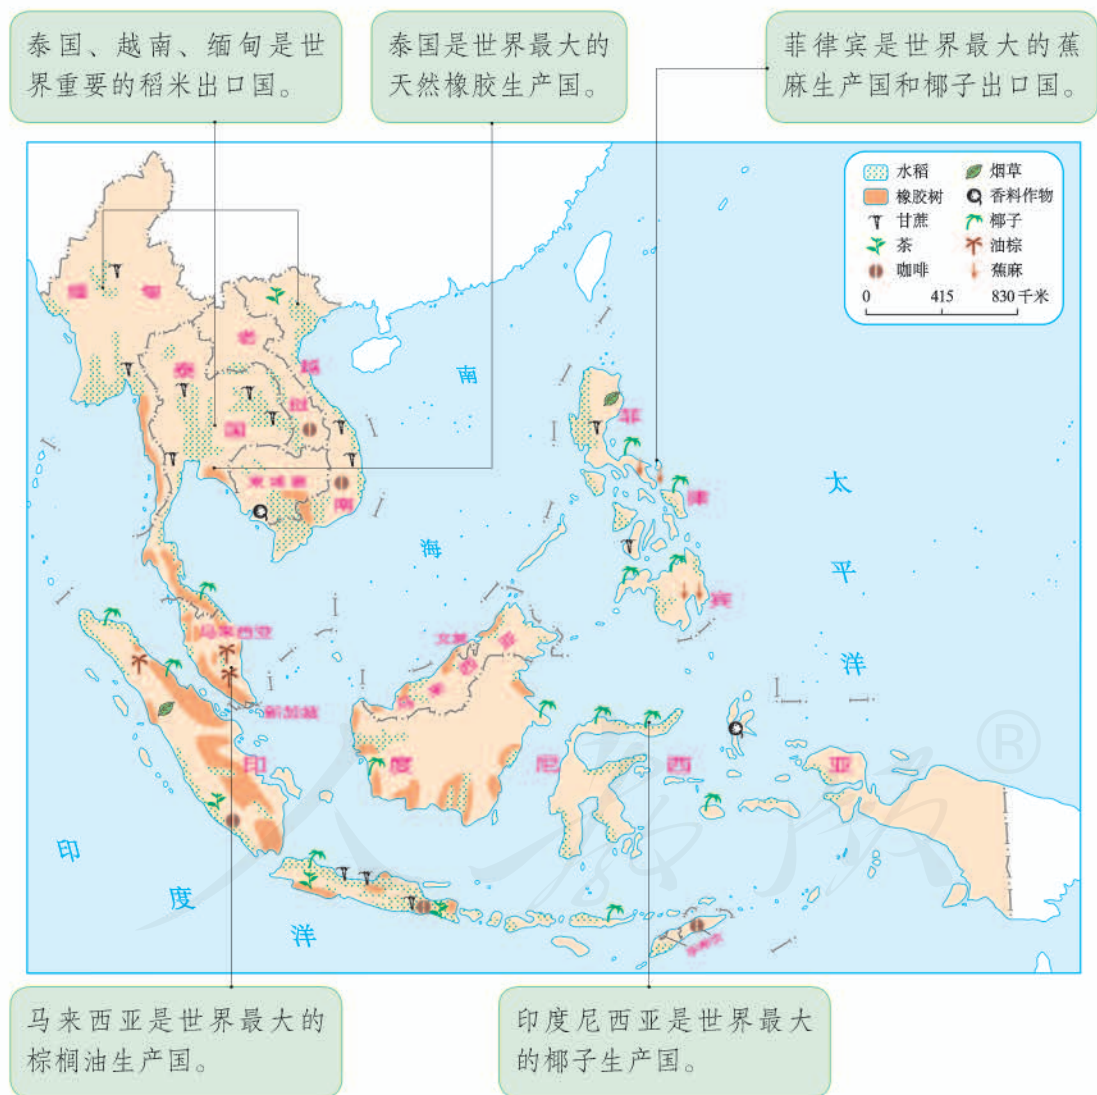 泰国、越南、缅甸是世
界重要的稻米出口国。
泰国是世界最大的
天然橡胶生产国。
菲律宾是世界最大的蕉
麻生产国和椰子出口国。
水稻
烟草
橡胶树
香料作物
甘蔗
椰子
茶
油棕
咖啡
蕉麻
0 415 830 千米
缅 甸
老
泰
越
国
柬埔寨
南
南
海
菲
律
宾
太
平
洋
马来西亚
文莱
新加坡
印 度 尼 西 亚
印
度
洋
人教版
®
马来西亚是世界最大的
棕榈油生产国。
印度尼西亚是世界最大
的椰子生产国。